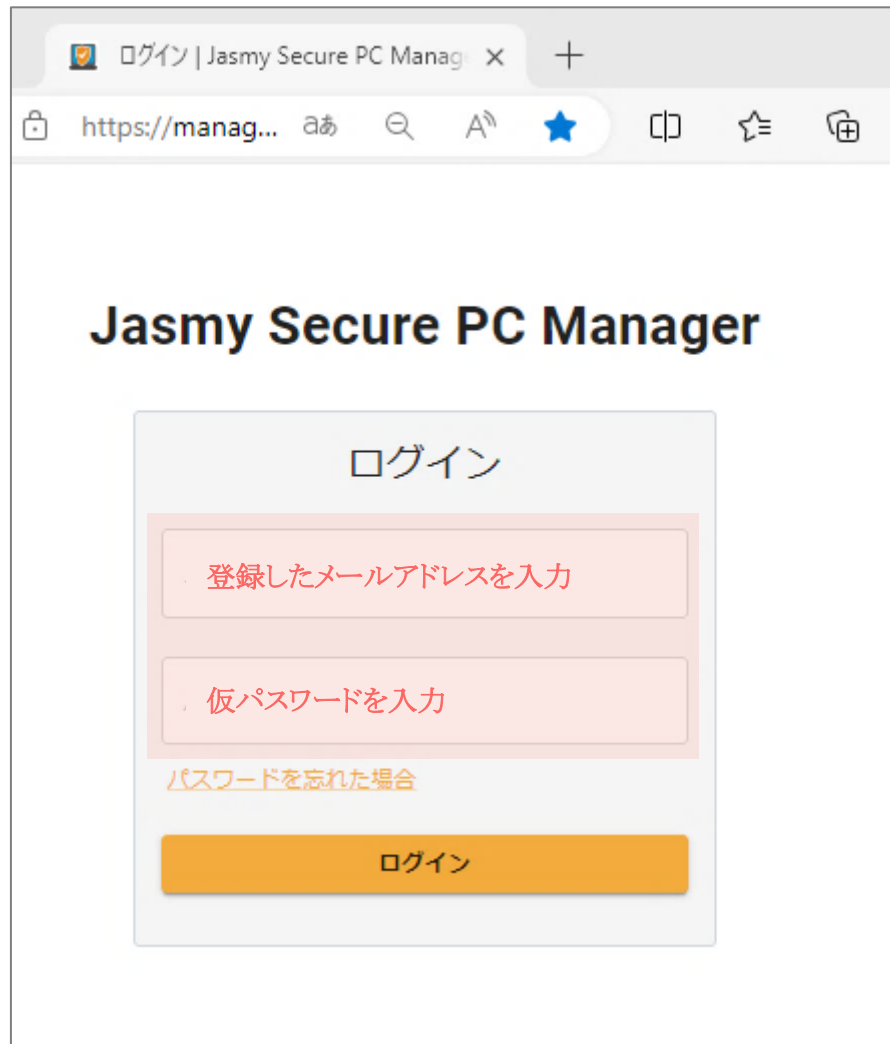 ログイン | Jasmy Secure PC Manag
https://manag... aあ
Jasmy Secure PC Manager
ログイン
登録したメールアドレスを入力
仮パスワードを入力
パスワードを忘れた場合
ログイン